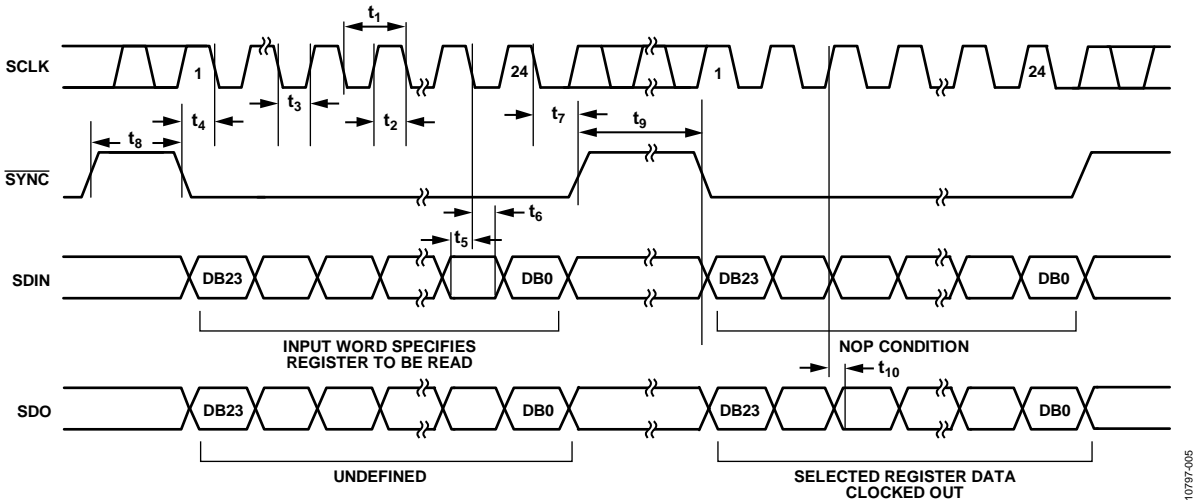 t1
SCLK
1
24
1
24
t3
t2
t4
t7
t9
t8
SYNC
t6
t5
SDIN
DB23
DB0
DB23
DB0
INPUT WORD SPECIFIES
REGISTER TO BE READ
NOP CONDITION
t10
SDO
DB23
DB0
DB23
DB0
UNDEFINED
SELECTED REGISTER DATA
CLOCKED OUT
10797-005